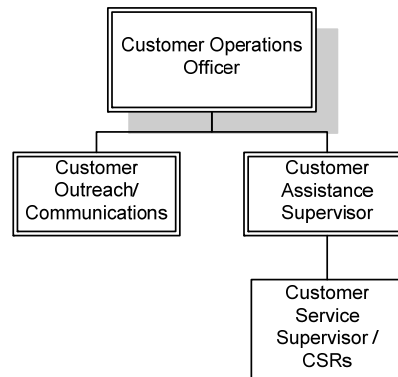 Customer Operations
Officer
Customer
Outreach/
Communications
Customer
Assistance
Supervisor
Customer
Service
Supervisor /
CSRs